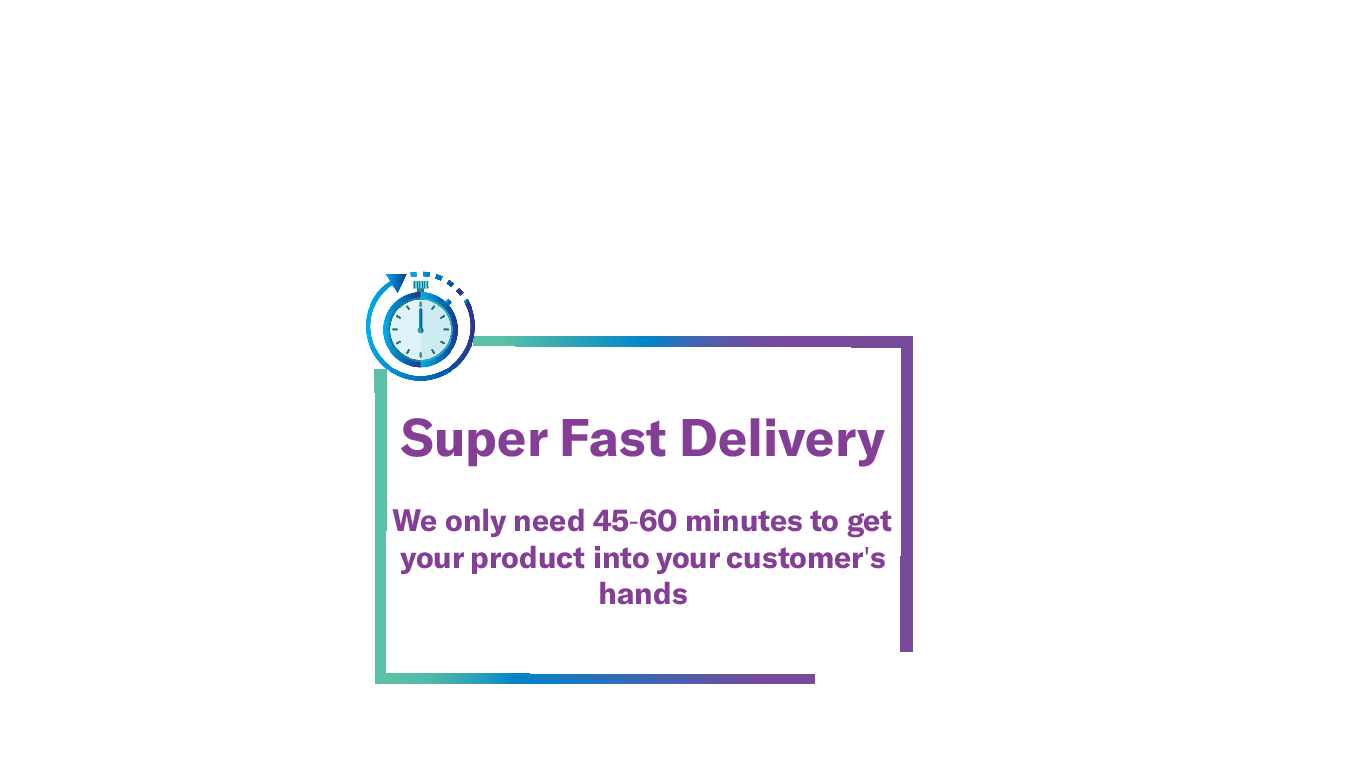 Super Fast Delivery
We only need 45-60 minutes to get
your product into your customer's
hands